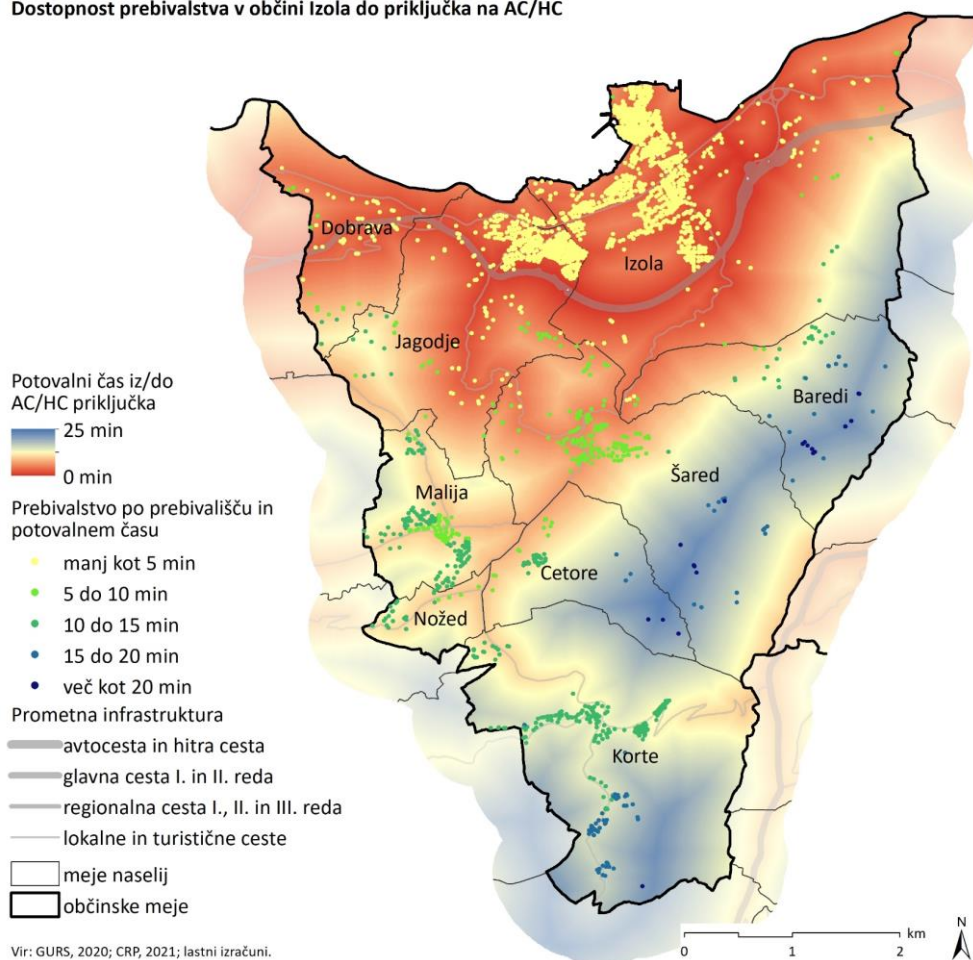 Dostopnost prebivalstva v občini Izola do priključka na AC/HC
Dobrava
Izola
Jagodje
Baredi
Šared
Malija
Cetore
Nožed
Korte
Potovalni čas iz/do
AC/HC priključka
25 min
0 min
Prebivalstvo po prebivališču in
potovalnem času
manj kot 5 min
5 do 10 min
10 do 15 min
15 do 20 min
več kot 20 min
Prometna infrastruktura
avtocesta in hitra cesta
glavna cesta I. in II. reda
regionalna cesta I., II. in III. reda
lokalne in turistične ceste
meje naselij
občinske meje
Vir: GURS, 2020; CRP, 2021; lastni izračuni.
km
0 1 2
N